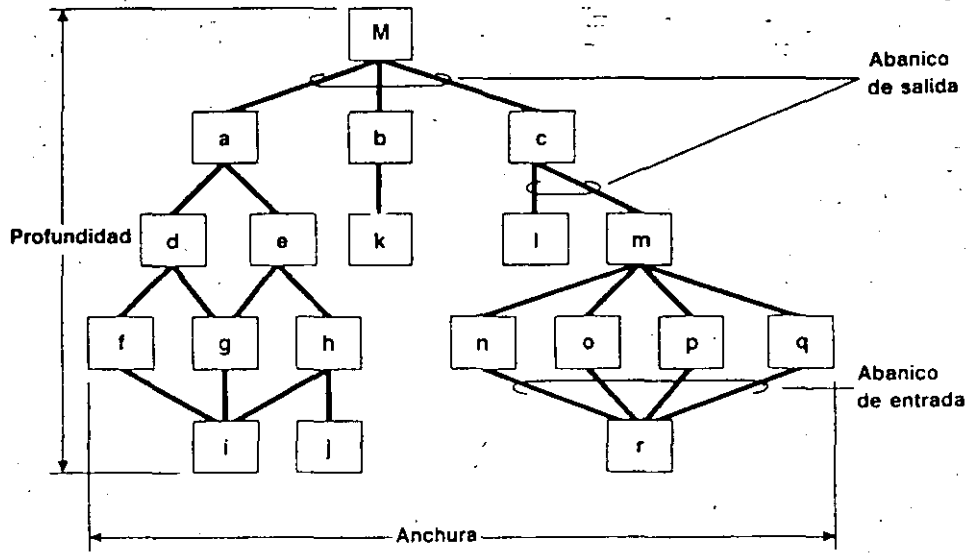 M
Abanico
de salida
a
b
c
Profundidad
d
e
k
l
m
f
g
h
n
o
p
q
Abanico
de entrada
i
j
r
Anchura